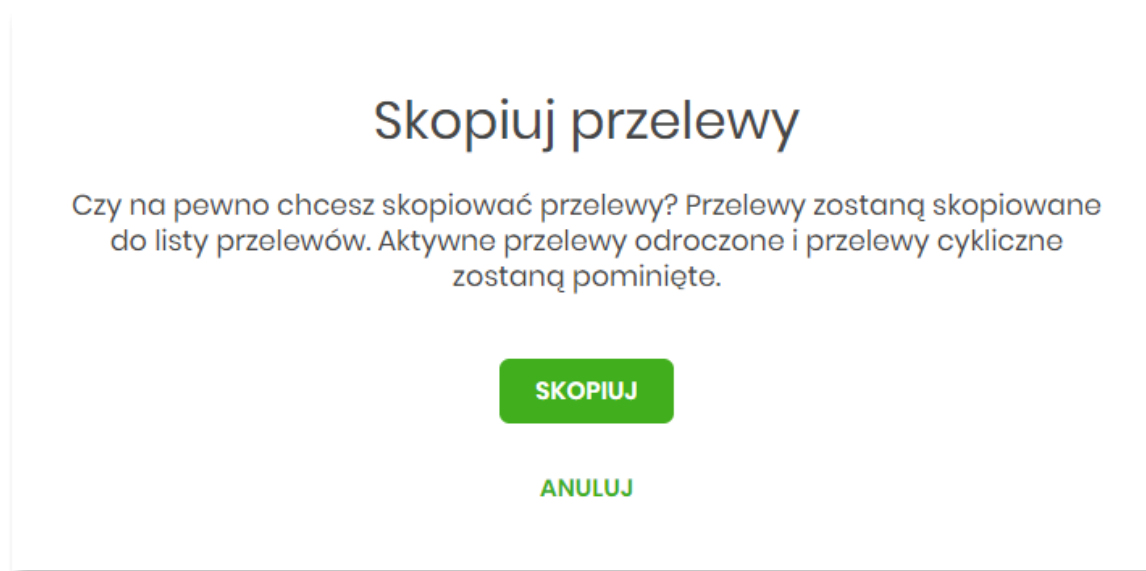 Skopiuj przelewy
Czy na pewno chcesz skopiować przelewy? Przelewy zostaną skopiowane
do listy przelewów. Aktywne przelewy odroczone i przelewy cykliczne
zostaną pominięte.
SKOPIUJ
ANULUJ